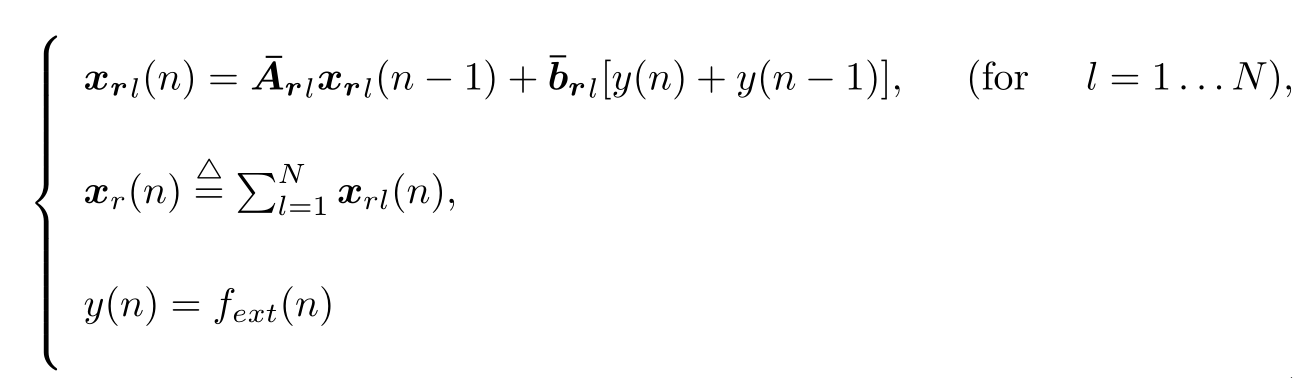 𝒙_{𝒓l}(n) = 𝑨̄_{𝒓l}𝒙_{𝒓l}(n − 1) + 𝒃̄_{𝒓l}[y(n) + y(n − 1)], (for l = 1 … N),
𝒙_r(n) ≜ ∑_{l=1}^{N} 𝒙_{rl}(n),
y(n) = f_{ext}(n)